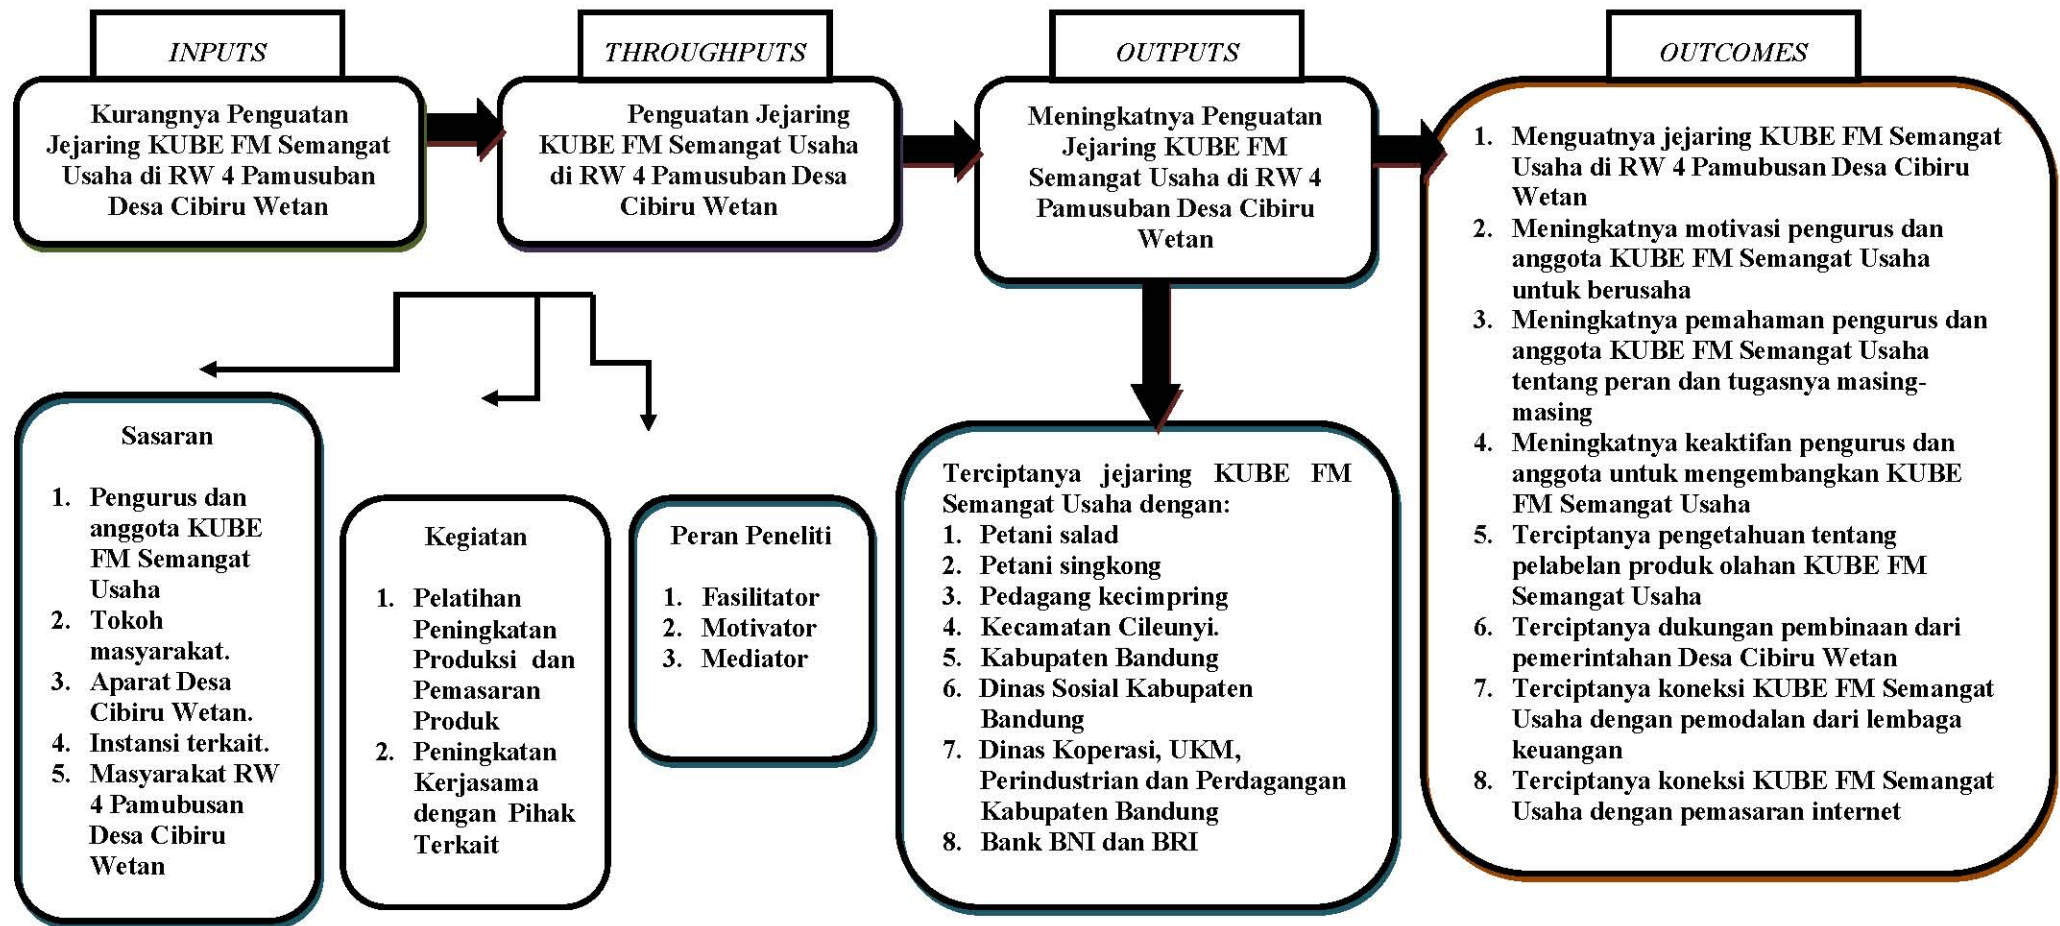 INPUTS
Kurangnya Penguatan
Jejaring KUBE FM Semangat
Usaha di RW 4 Pamusuban
Desa Cibiru Wetan
THROUGHPUTS
Penguatan Jejaring
KUBE FM Semangat Usaha
di RW 4 Pamusuban Desa
Cibiru Wetan
OUTPUTS
Meningkatnya Penguatan
Jejaring KUBE FM
Semangat Usaha di RW 4
Pamusuban Desa Cibiru
Wetan
OUTCOMES
1. Menguatnya jejaring KUBE FM Semangat
Usaha di RW 4 Pamubusan Desa Cibiru
Wetan
2. Meningkatnya motivasi pengurus dan
anggota KUBE FM Semangat Usaha
untuk berusaha
3. Meningkatnya pemahaman pengurus dan
anggota KUBE FM Semangat Usaha
tentang peran dan tugasnya masing-
masing
4. Meningkatnya keaktifan pengurus dan
anggota untuk mengembangkan KUBE
FM Semangat Usaha
5. Terciptanya pengetahuan tentang
pelabelan produk olahan KUBE FM
Semangat Usaha
6. Terciptanya dukungan pembinaan dari
pemerintahan Desa Cibiru Wetan
7. Terciptanya koneksi KUBE FM Semangat
Usaha dengan pemodalan dari lembaga
keuangan
8. Terciptanya koneksi KUBE FM Semangat
Usaha dengan pemasaran internet
Sasaran
1. Pengurus dan
anggota KUBE
FM Semangat
Usaha
2. Tokoh
masyarakat.
3. Aparat Desa
Cibiru Wetan.
4. Instansi terkait.
5. Masyarakat RW
4 Pamubusan
Desa Cibiru
Wetan
Kegiatan
1. Pelatihan
Peningkatan
Produksi dan
Pemasaran
Produk
2. Peningkatan
Kerjasama
dengan Pihak
Terkait
Peran Peneliti
1. Fasilitator
2. Motivator
3. Mediator
Terciptanya jejaring KUBE FM
Semangat Usaha dengan:
1. Petani salad
2. Petani singkong
3. Pedagang kecimpring
4. Kecamatan Cileunyi.
5. Kabupaten Bandung
6. Dinas Sosial Kabupaten
Bandung
7. Dinas Koperasi, UKM,
Perindustrian dan Perdagangan
Kabupaten Bandung
8. Bank BNI dan BRI